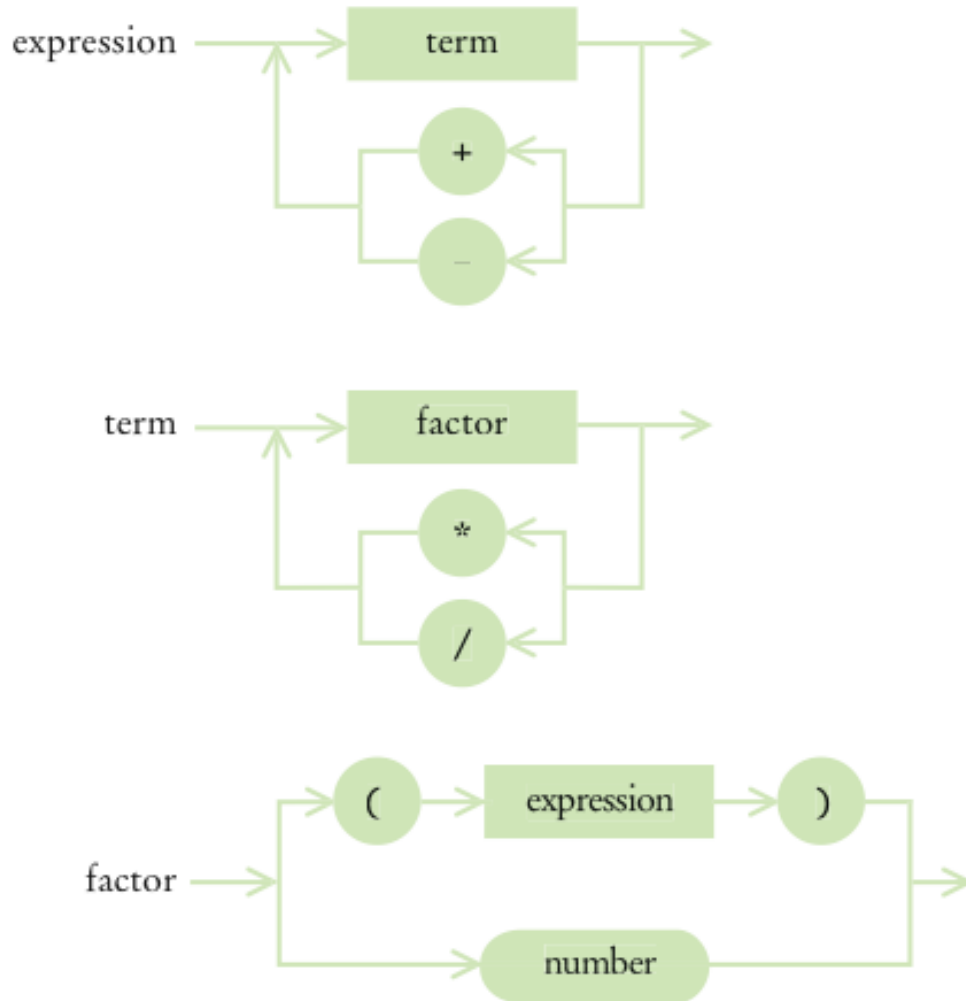 expression term
+
–
term factor
*
/
( expression )
factor
number